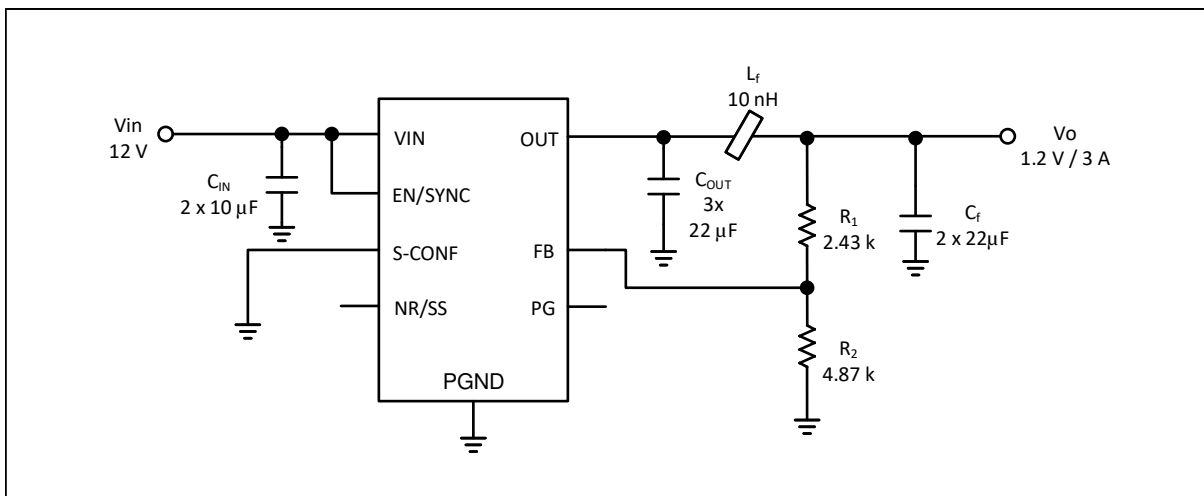 Vin
12 V
C_IN
2 x 10 µF
VIN
EN/SYNC
S-CONF
NR/SS
PGND
OUT
FB
PG
C_OUT
3x
22 µF
L_f
10 nH
R_1
2.43 k
R_2
4.87 k
C_f
2 x 22µF
Vo
1.2 V / 3 A